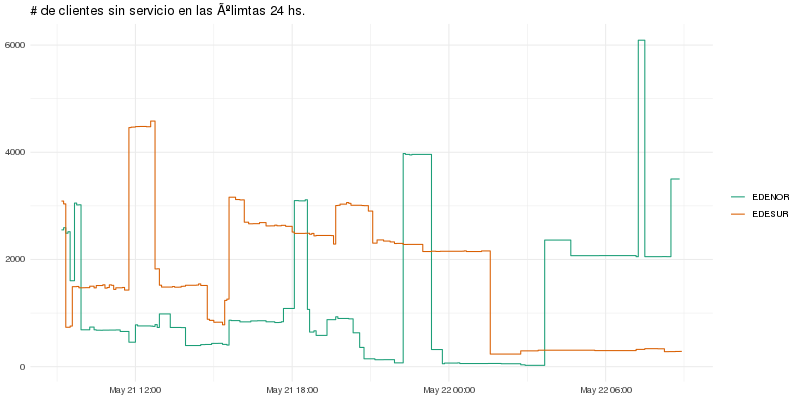 # de clientes sin servicio en las Ãºlimtas 24 hs.
6000
4000
2000
0
May 21 12:00
May 21 18:00
May 22 00:00
May 22 06:00
EDENOR
EDESUR